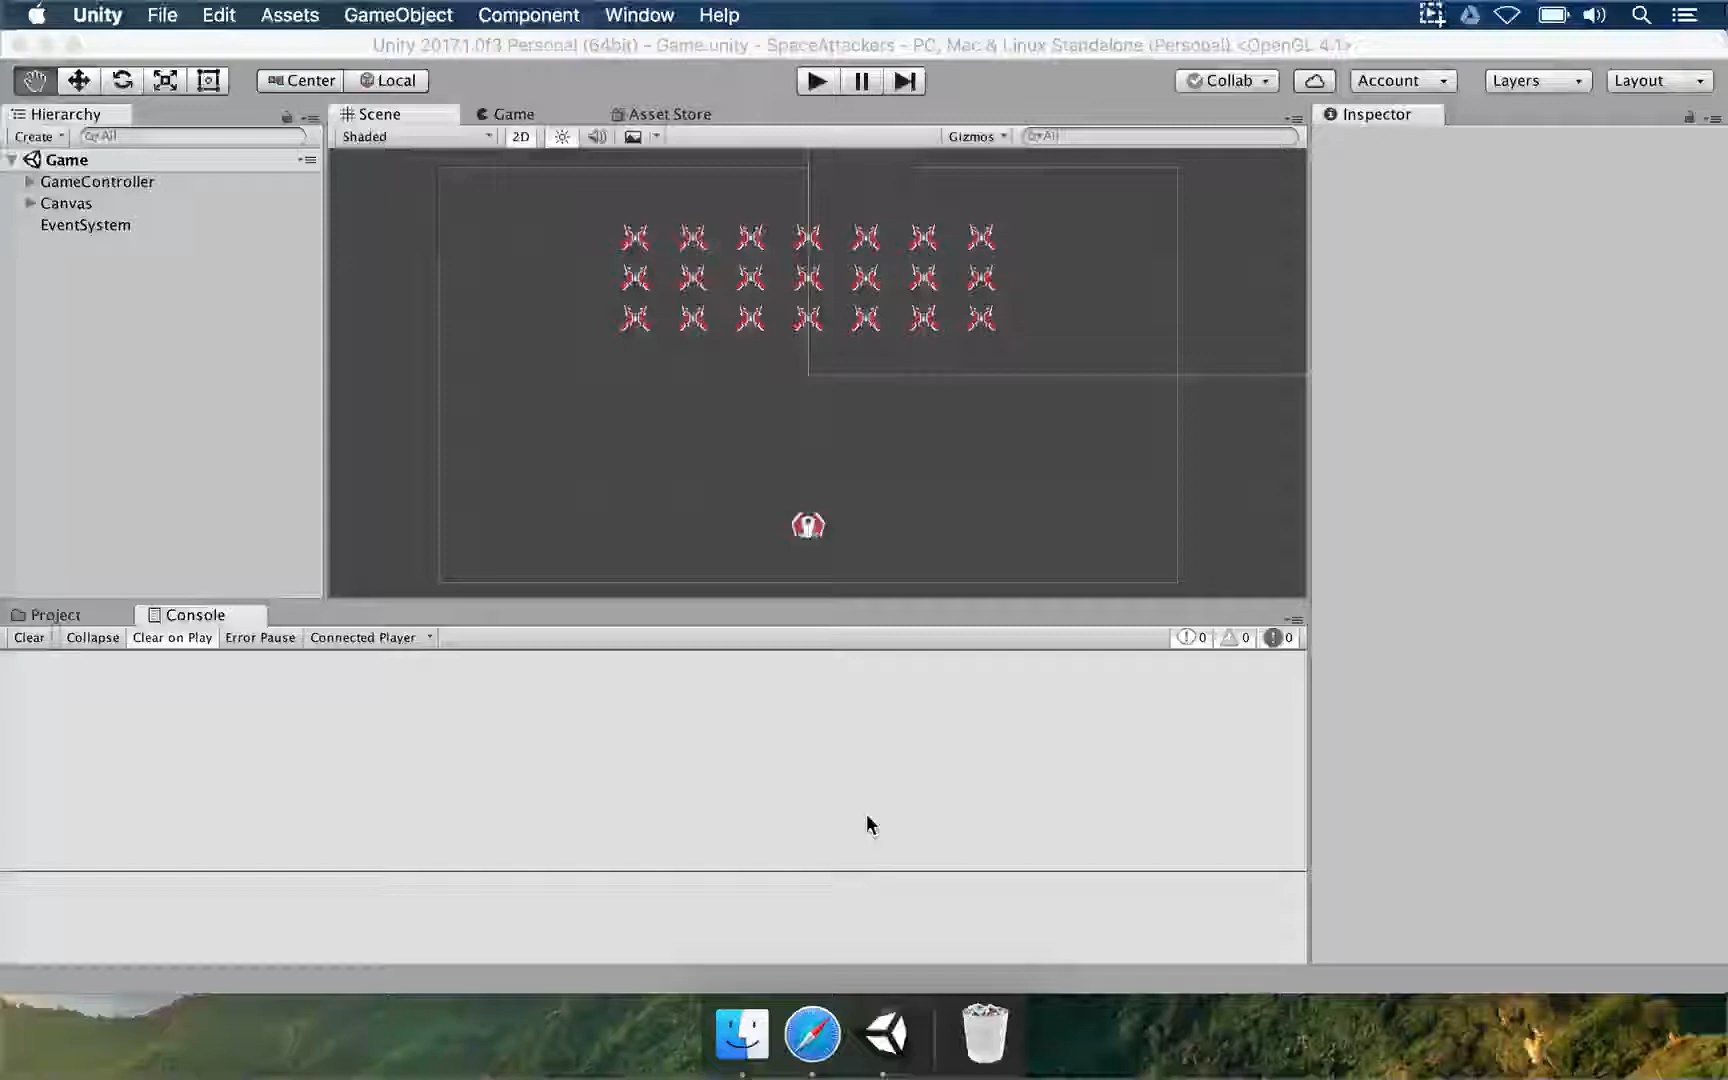 Unity File Edit Assets GameObject Component Window Help
Unity 2017.1.0f3 Personal (64bit) - Game.unity - SpaceAttackers - PC, Mac & Linux Standalone (Personal) <OpenGL 4.1>
Center Local Collab Account Layers Layout
Hierarchy Scene Game Asset Store Inspector
Create All Shaded 2D Gizmos All
Game
GameController
Canvas
EventSystem
Project Console
Clear Collapse Clear on Play Error Pause Connected Player 0 0 0